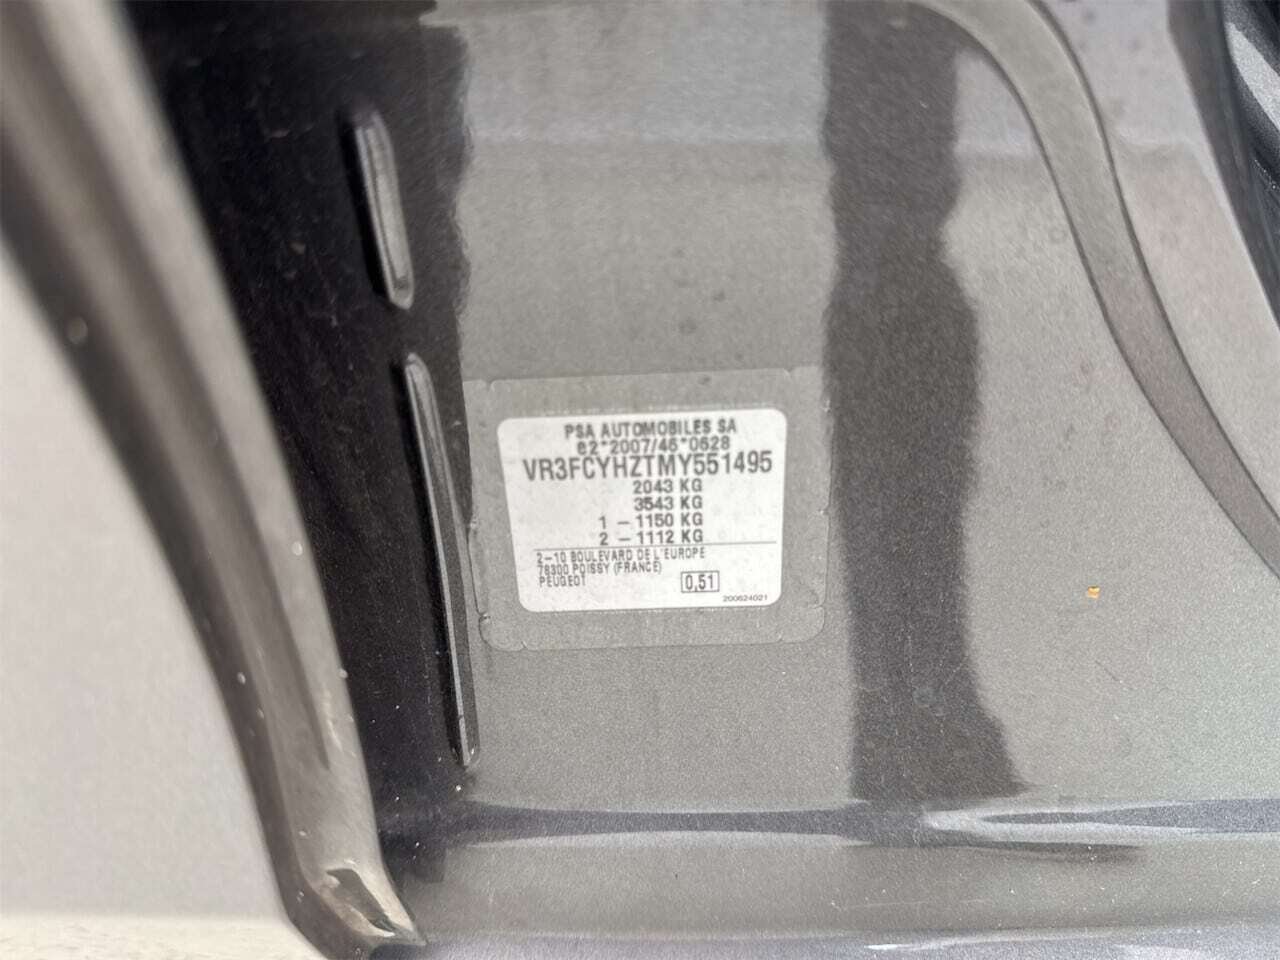 PSA AUTOMOBILES SA
e2*2007/46*0628
VR3FCYHZTMY551495
2043 KG
3543 KG
1 - 1150 KG
2 - 1112 KG
2-10 BOULEVARD DE L'EUROPE
78300 POISSY (FRANCE)
PEUGEOT
0,51
200624021